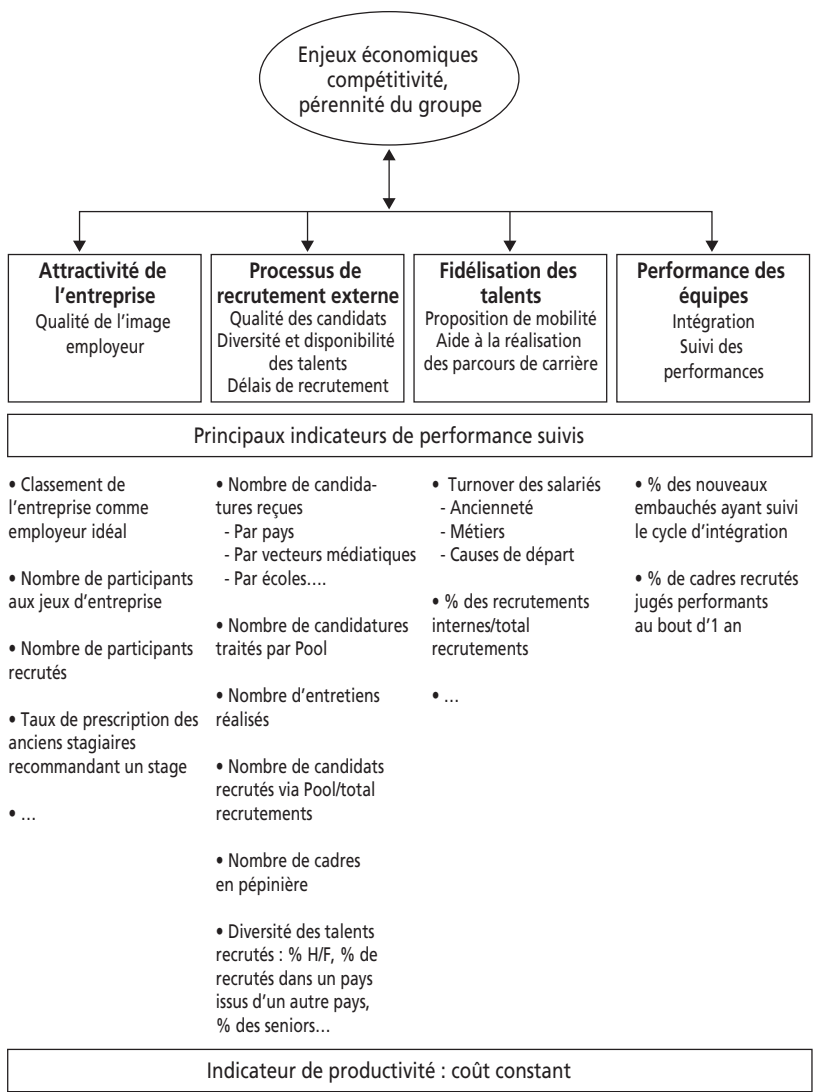 Enjeux économiques
compétitivité,
pérennité du groupe
Attractivité de
l'entreprise
Qualité de l'image
employeur
Processus de
recrutement externe
Qualité des candidats
Diversité et disponibilité
des talents
Délais de recrutement
Fidélisation des
talents
Proposition de mobilité
Aide à la réalisation
des parcours de carrière
Performance des
équipes
Intégration
Suivi des
performances
Principaux indicateurs de performance suivis
• Classement de
l'entreprise comme
employeur idéal
• Nombre de participants
aux jeux d'entreprise
• Nombre de participants
recrutés
• Taux de prescription des
anciens stagiaires
recommandant un stage
• …
• Nombre de candida-
tures reçues
- Par pays
- Par vecteurs médiatiques
- Par écoles….
• Nombre de candidatures
traités par Pool
• Nombre d'entretiens
réalisés
• Nombre de candidats
recrutés via Pool/total
recrutements
• Nombre de cadres
en pépinière
• Diversité des talents
recrutés : % H/F, % de
recrutés dans un pays
issus d'un autre pays,
% des seniors…
• Turnover des salariés
- Ancienneté
- Métiers
- Causes de départ
• % des recrutements
internes/total
recrutements
• …
• % des nouveaux
embauchés ayant suivi
le cycle d'intégration
• % de cadres recrutés
jugés performants
au bout d'1 an
Indicateur de productivité : coût constant